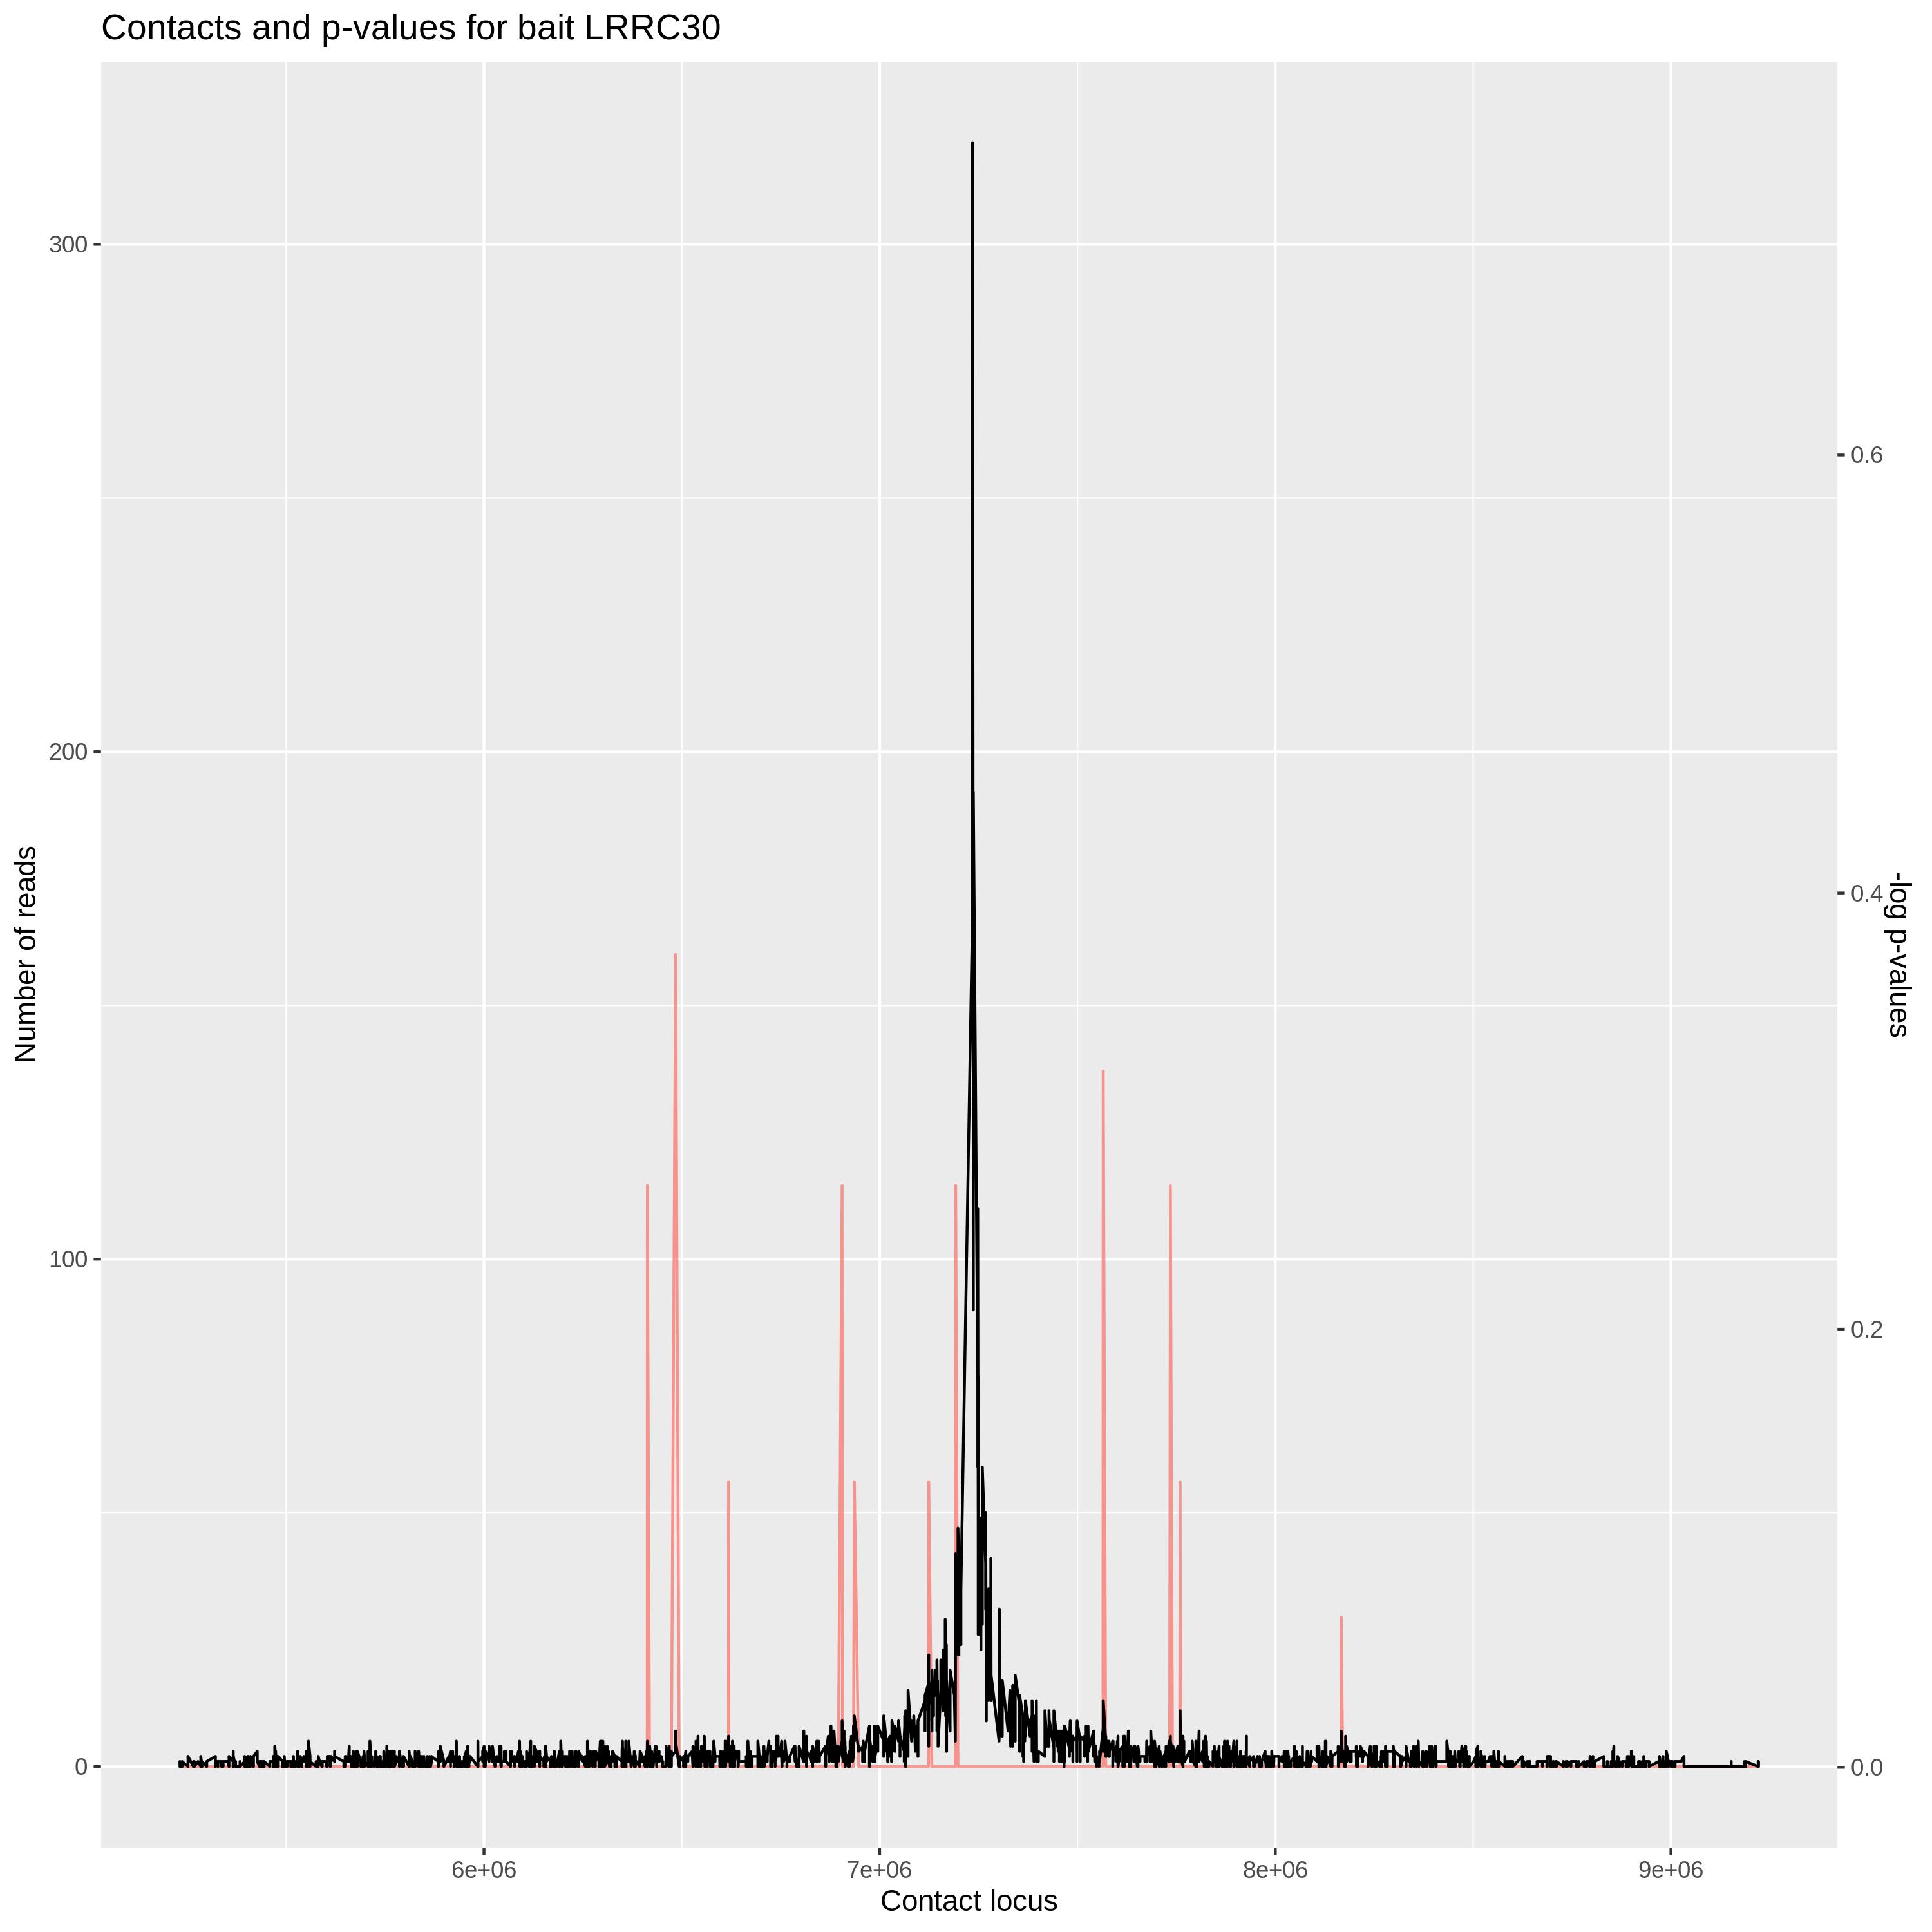 Contacts and p-values for bait LRRC30
300
200
100
0
Number of reads
0.6
0.4
0.2
0.0
-log p-values
6e+06
7e+06
8e+06
9e+06
Contact locus